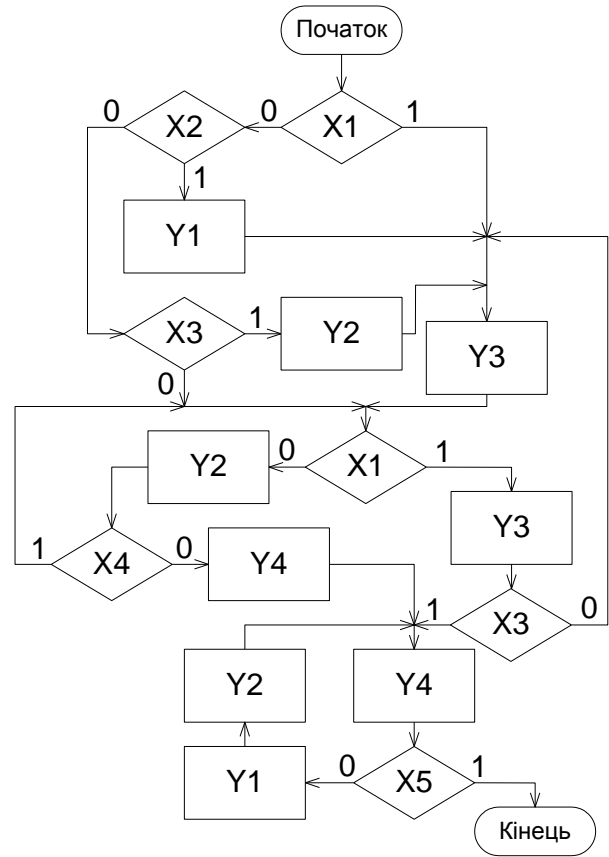 Початок
0 X2 0 X1 1
1
Y1
X3 1 Y2 Y3
0
Y2 0 X1 1
Y3
1 X4 0 Y4
1 X3 0
Y2 Y4
Y1 0 X5 1
Кінець